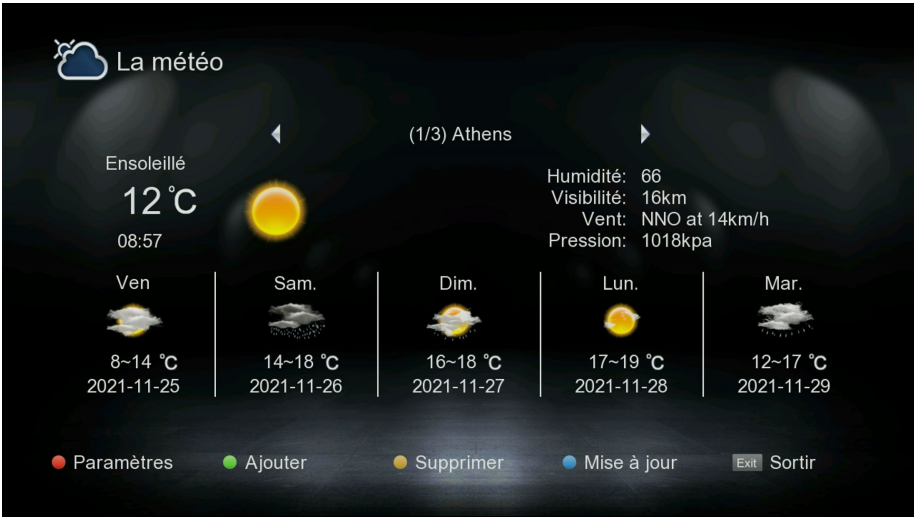 La météo
(1/3) Athens
Ensoleillé
12 °C
08:57
Humidité: 66
Visibilité: 16km
Vent: NNO at 14km/h
Pression: 1018kpa
Ven Sam. Dim. Lun. Mar.
8~14 °C 14~18 °C 16~18 °C 17~19 °C 12~17 °C
2021-11-25 2021-11-26 2021-11-27 2021-11-28 2021-11-29
Paramètres Ajouter Supprimer Mise à jour Exit Sortir